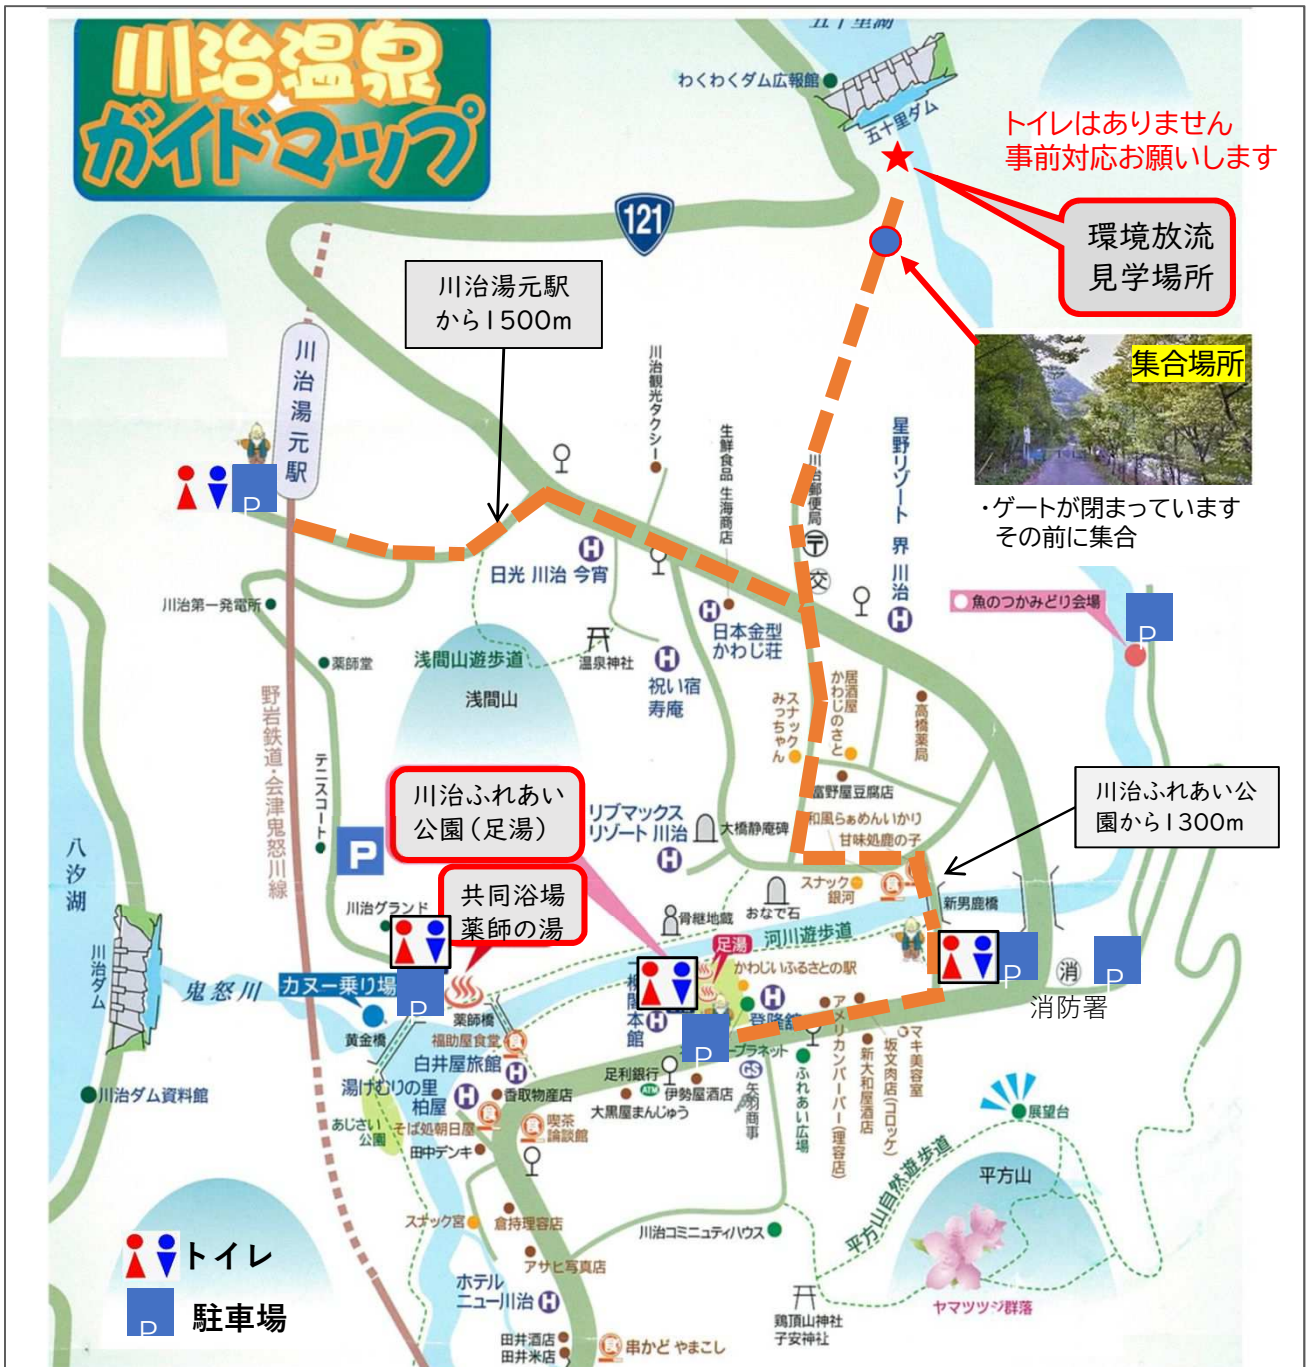 川治温泉
ガイドマップ
五十里湖
わくわくダム広報館
五十里ダム
トイレはありません
事前対応お願いします
環境放流
見学場所
121
川治湯元駅
から1500m
川治湯元駅
集合場所
・ゲートが閉まっています
その前に集合
川治観光タクシー
生鮮食品 生海商店
川治郵便局
〒
交
星野リゾート 界 川治
H
P
日光 川治 今宵
H
川治第一発電所
薬師堂
浅間山遊歩道
浅間山
温泉神社
H
祝い宿
寿庵
H
日本金型
かわじ荘
魚のつかみどり会場
P
野岩鉄道・会津鬼怒川線
テニスコート
スナック
みっちゃん
居酒屋
かわじのさと
高橋薬局
富野屋豆腐店
川治ふれあい
公園(足湯)
リブマックス
リゾート 川治
H
大橋静庵碑
和風らぁめんいかり
甘味処鹿の子
川治ふれあい公
園から1300m
P
八汐湖
共同浴場
薬師の湯
川治グランド
スナック
銀河
食
おなで石
骨継地蔵
新男鹿橋
足湯
河川遊歩道
かわじいふるさとの駅
川治ダム
鬼怒川
カヌー乗り場
P
黄金橋
薬師橋
一柳閣本館
H
H
登隆館
P
消
P
消防署
福助屋食堂
食
白井屋旅館
H
P
プラネット
GS
矢羽商事
足利銀行
ATM
伊勢屋酒店
大黒屋まんじゅう
ふれあい広場
アメリカンバーバー(理容店)
新大和屋酒店
坂文肉店(コロッケ)
マキ美容室
川治ダム資料館
湯けむりの里
柏屋
H
香取物産店
あじさい
公園
そば処朝日屋
食
喫茶
論談館
食
田中デンキ
展望台
平方山自然遊歩道
平方山
スナック宮
倉持理容店
アサヒ写真店
川治コミニュティハウス
トイレ
P
駐車場
ホテル
ニュー川治
H
鶏頂山神社
子安神社
ヤマツツジ群落
田井酒店
田井米店
食
串かど やまこし